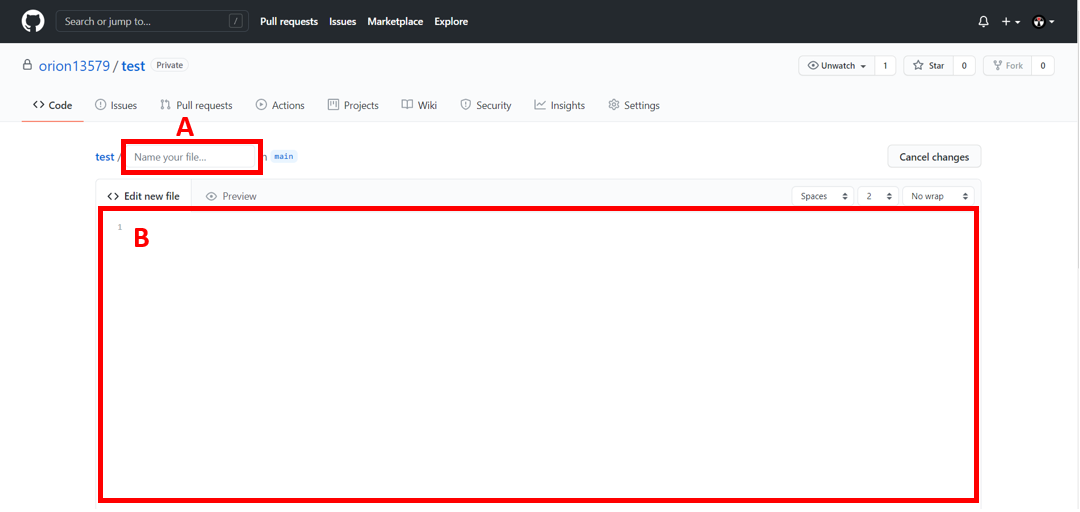 Search or jump to... / Pull requests Issues Marketplace Explore
orion13579 / test Private Unwatch 1 Star 0 Fork 0
Code Issues Pull requests Actions Projects Wiki Security Insights Settings
A
test / Name your file... main Cancel changes
Edit new file Preview Spaces 2 No wrap
1
B